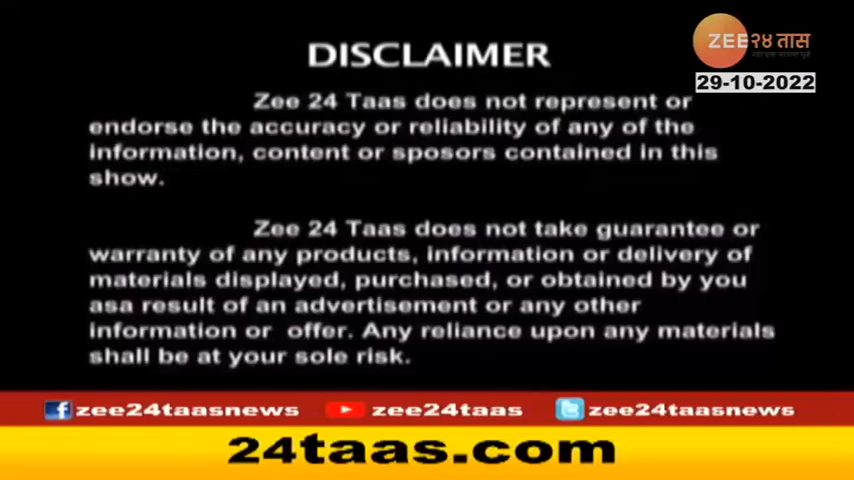 ZEE २४ तास
29-10-2022
DISCLAIMER
Zee 24 Taas does not represent or
endorse the accuracy or reliability of any of the
information, content or sposors contained in this
show.
Zee 24 Taas does not take guarantee or
warranty of any products, information or delivery of
materials displayed, purchased, or obtained by you
asa result of an advertisement or any other
information or offer. Any reliance upon any materials
shall be at your sole risk.
zee24taasnews zee24taas zee24taasnews
24taas.com